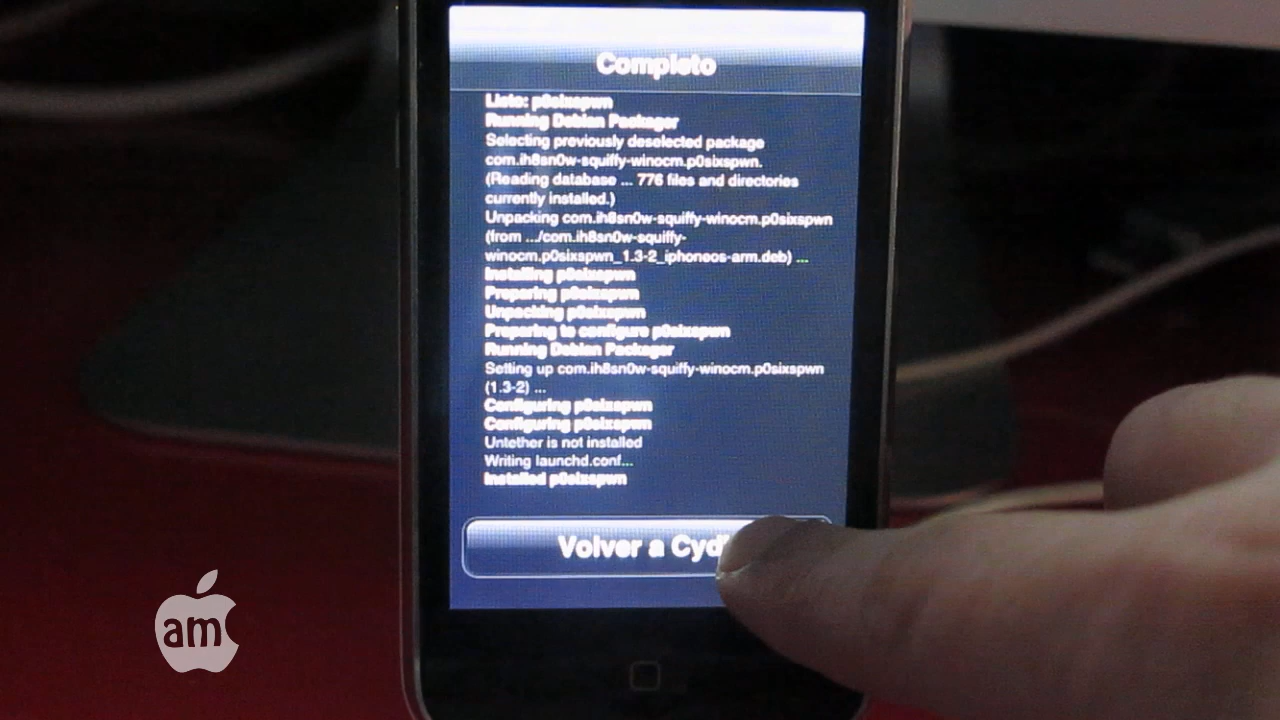 Completo
Listo: p0sixspwn
Running Debian Packager
Selecting previously deselected package
com.ih8sn0w-squiffy-winocm.p0sixspwn.
(Reading database ... 776 files and directories
currently installed.)
Unpacking com.ih8sn0w-squiffy-winocm.p0sixspwn
(from .../com.ih8sn0w-squiffy-
winocm.p0sixspwn_1.3-2_iphoneos-arm.deb) ...
Installing p0sixspwn
Preparing p0sixspwn
Unpacking p0sixspwn
Preparing to configure p0sixspwn
Running Debian Packager
Setting up com.ih8sn0w-squiffy-winocm.p0sixspwn
(1.3-2) ...
Configuring p0sixspwn
Configuring p0sixspwn
Untether is not installed
Writing launchd.conf...
Installed p0sixspwn
Volver a Cyd
am